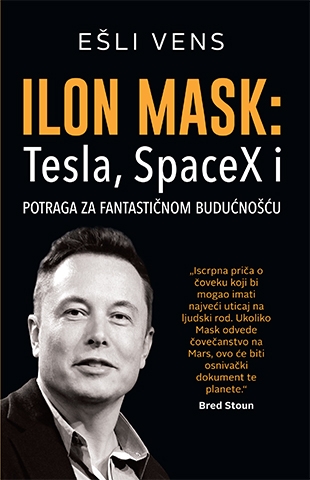 EŠLI VENS
ILON MASK:
Tesla, SpaceX i
POTRAGA ZA FANTASTIČNOM BUDUĆNOŠĆU
„Iscrpna priča o
čoveku koji bi
mogao imati
najveći uticaj na
ljudski rod. Ukoliko
Mask odvede
čovečanstvo na
Mars, ovo će biti
osnivački
dokument te
planete.“
Bred Stoun